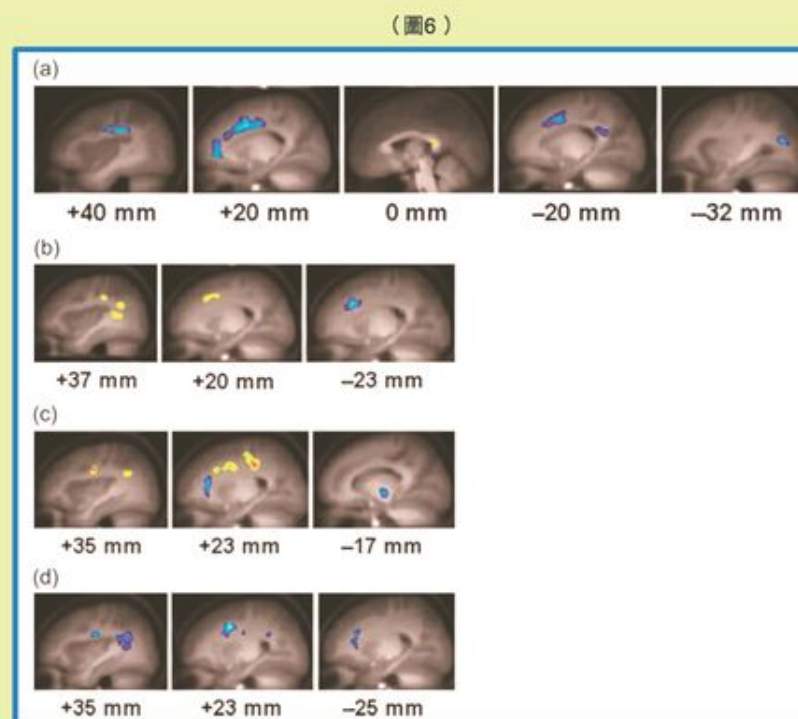 （圖6）
(a)
+40 mm +20 mm 0 mm –20 mm –32 mm
(b)
+37 mm +20 mm –23 mm
(c)
+35 mm +23 mm –17 mm
(d)
+35 mm +23 mm –25 mm